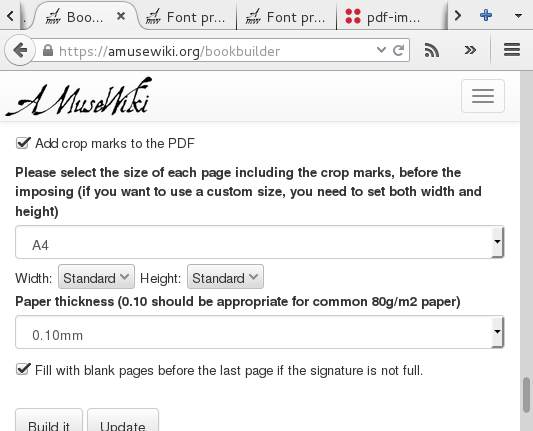 Boo...
Font pr...
Font pr...
pdf-im...
https://amusewiki.org/bookbuilder
AMuseWiki
Add crop marks to the PDF
Please select the size of each page including the crop marks, before the
imposing (if you want to use a custom size, you need to set both width and
height)
A4
Width: Standard Height: Standard
Paper thickness (0.10 should be appropriate for common 80g/m2 paper)
0.10mm
Fill with blank pages before the last page if the signature is not full.
Build it Update